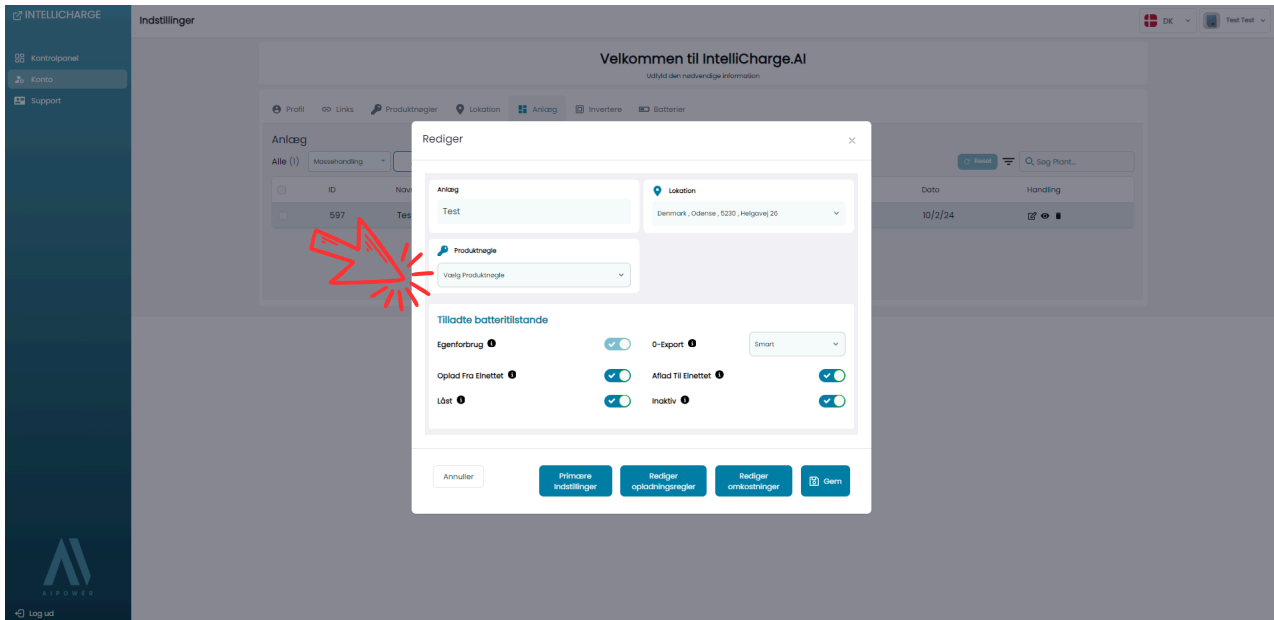 INTELLICHARGE
Indstillinger
DK
Test Test
Kontrolpanel
Konto
Support
Velkommen til IntelliCharge.AI
Udfyld den nødvendige information
Profil
Links
Produktnøgler
Lokation
Anlæg
Invertere
Batterier
Anlæg
Alle (1)
Massehandling
Reset
Søg Plant...
ID
Nav
Dato
Handling
597
Tes
10/2/24
Rediger
Anlæg
Test
Lokation
Denmark , Odense , 5230 , Helgavej 26
Produktnøgle
Vælg Produktnøgle
Tilladte batteritilstande
Egenforbrug
0-Export
Smart
Oplad Fra Elnettet
Aflad Til Elnettet
Låst
Inaktiv
Annuller
Primære
Indstillinger
Rediger
opladningsregler
Rediger
omkostninger
Gem
AIPOWER
Log ud